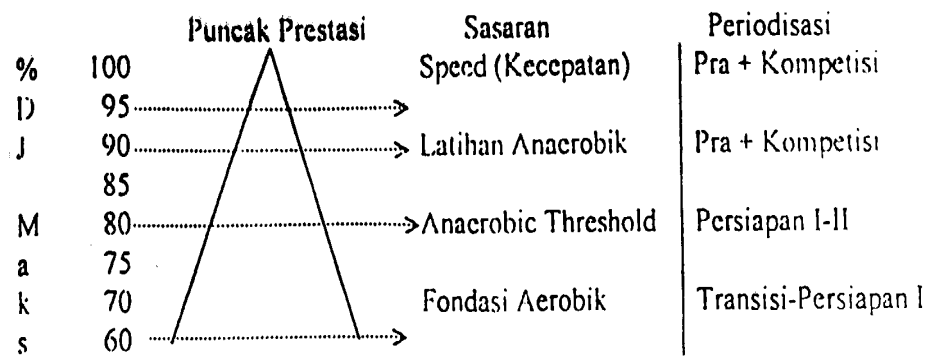 Puncak Prestasi Sasaran Periodisasi
% 100 Speed (Kecepatan) Pra + Kompetisi
D 95
J 90 Latihan Anaerobik Pra + Kompetisi
85
M 80 Anaerobic Threshold Persiapan I-II
a 75
k 70 Fondasi Aerobik Transisi-Persiapan I
s 60